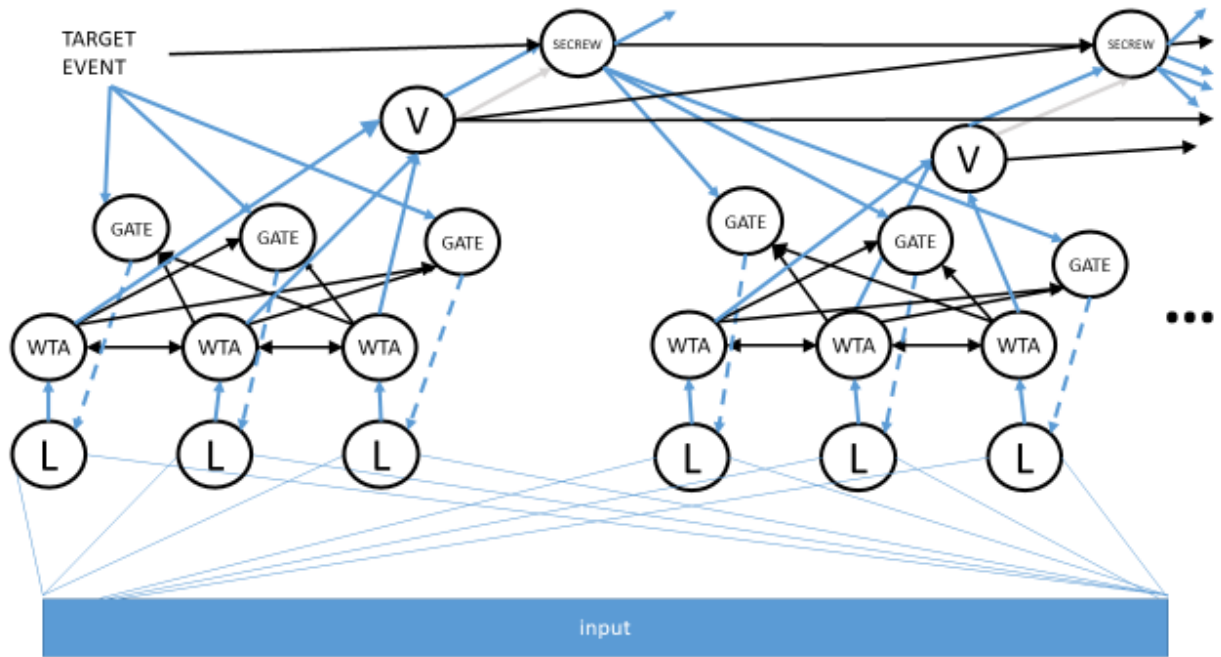 SECREW
SECREW
TARGET
EVENT
V
V
GATE
GATE
GATE
GATE
GATE
GATE
WTA
WTA
WTA
WTA
WTA
WTA
...
L
L
L
L
L
L
input